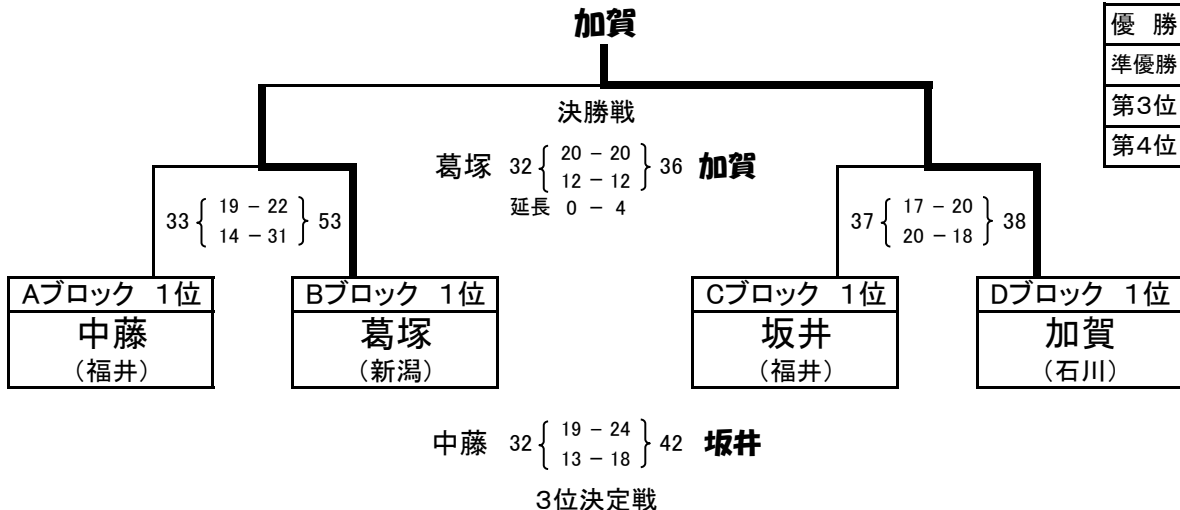 加賀
優 勝
準優勝
第3位
第4位
決勝戦
葛塚 32 { 20 － 20 } 36 加賀
12 － 12
延長 0 － 4
33 { 19 － 22 } 53
14 － 31
37 { 17 － 20 } 38
20 － 18
Aブロック 1位
中藤
（福井）
Bブロック 1位
葛塚
（新潟）
Cブロック 1位
坂井
（福井）
Dブロック 1位
加賀
（石川）
中藤 32 { 19 － 24 } 42 坂井
13 － 18
3位決定戦